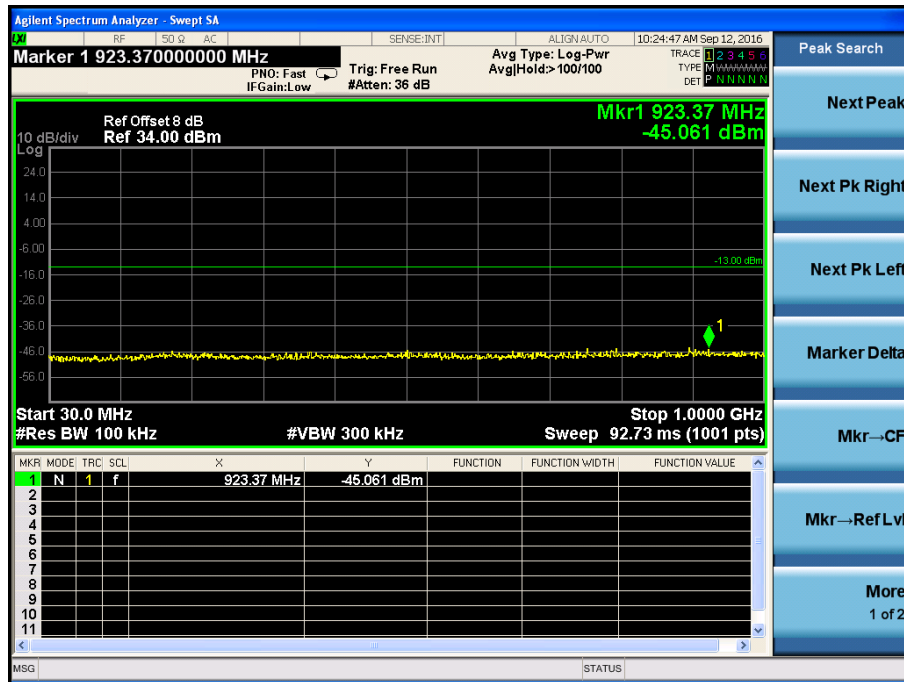 Agilent Spectrum Analyzer - Swept SA
LXI RF 50 Ω AC SENSE:INT ALIGN AUTO 10:24:47 AM Sep 12, 2016
Marker 1 923.370000000 MHz
PNO: Fast
IFGain:Low
Trig: Free Run
#Atten: 36 dB
Avg Type: Log-Pwr
Avg|Hold:>100/100
TRACE 1 2 3 4 5 6
TYPE M W W W W W
DET P N N N N N
Peak Search
Next Peak
Next Pk Right
Next Pk Left
Marker Delta
Mkr→CF
Mkr→Ref Lvl
More
1 of 2
Mkr1 923.37 MHz
-45.061 dBm
Ref Offset 8 dB
10 dB/div Ref 34.00 dBm
Log
24.0
14.0
4.00
-6.00
-13.00 dBm
-16.0
-26.0
-36.0
1
-46.0
-56.0
Start 30.0 MHz Stop 1.0000 GHz
#Res BW 100 kHz #VBW 300 kHz Sweep 92.73 ms (1001 pts)
MKR MODE TRC SCL X Y FUNCTION FUNCTION WIDTH FUNCTION VALUE
1 N 1 f 923.37 MHz -45.061 dBm
2
3
4
5
6
7
8
9
10
11
MSG STATUS